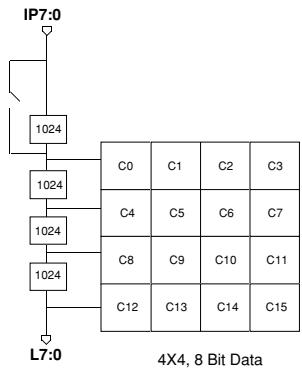 IP7:0
1024
C0 C1 C2 C3
1024
C4 C5 C6 C7
1024
C8 C9 C10 C11
1024
C12 C13 C14 C15
L7:0
4X4, 8 Bit Data